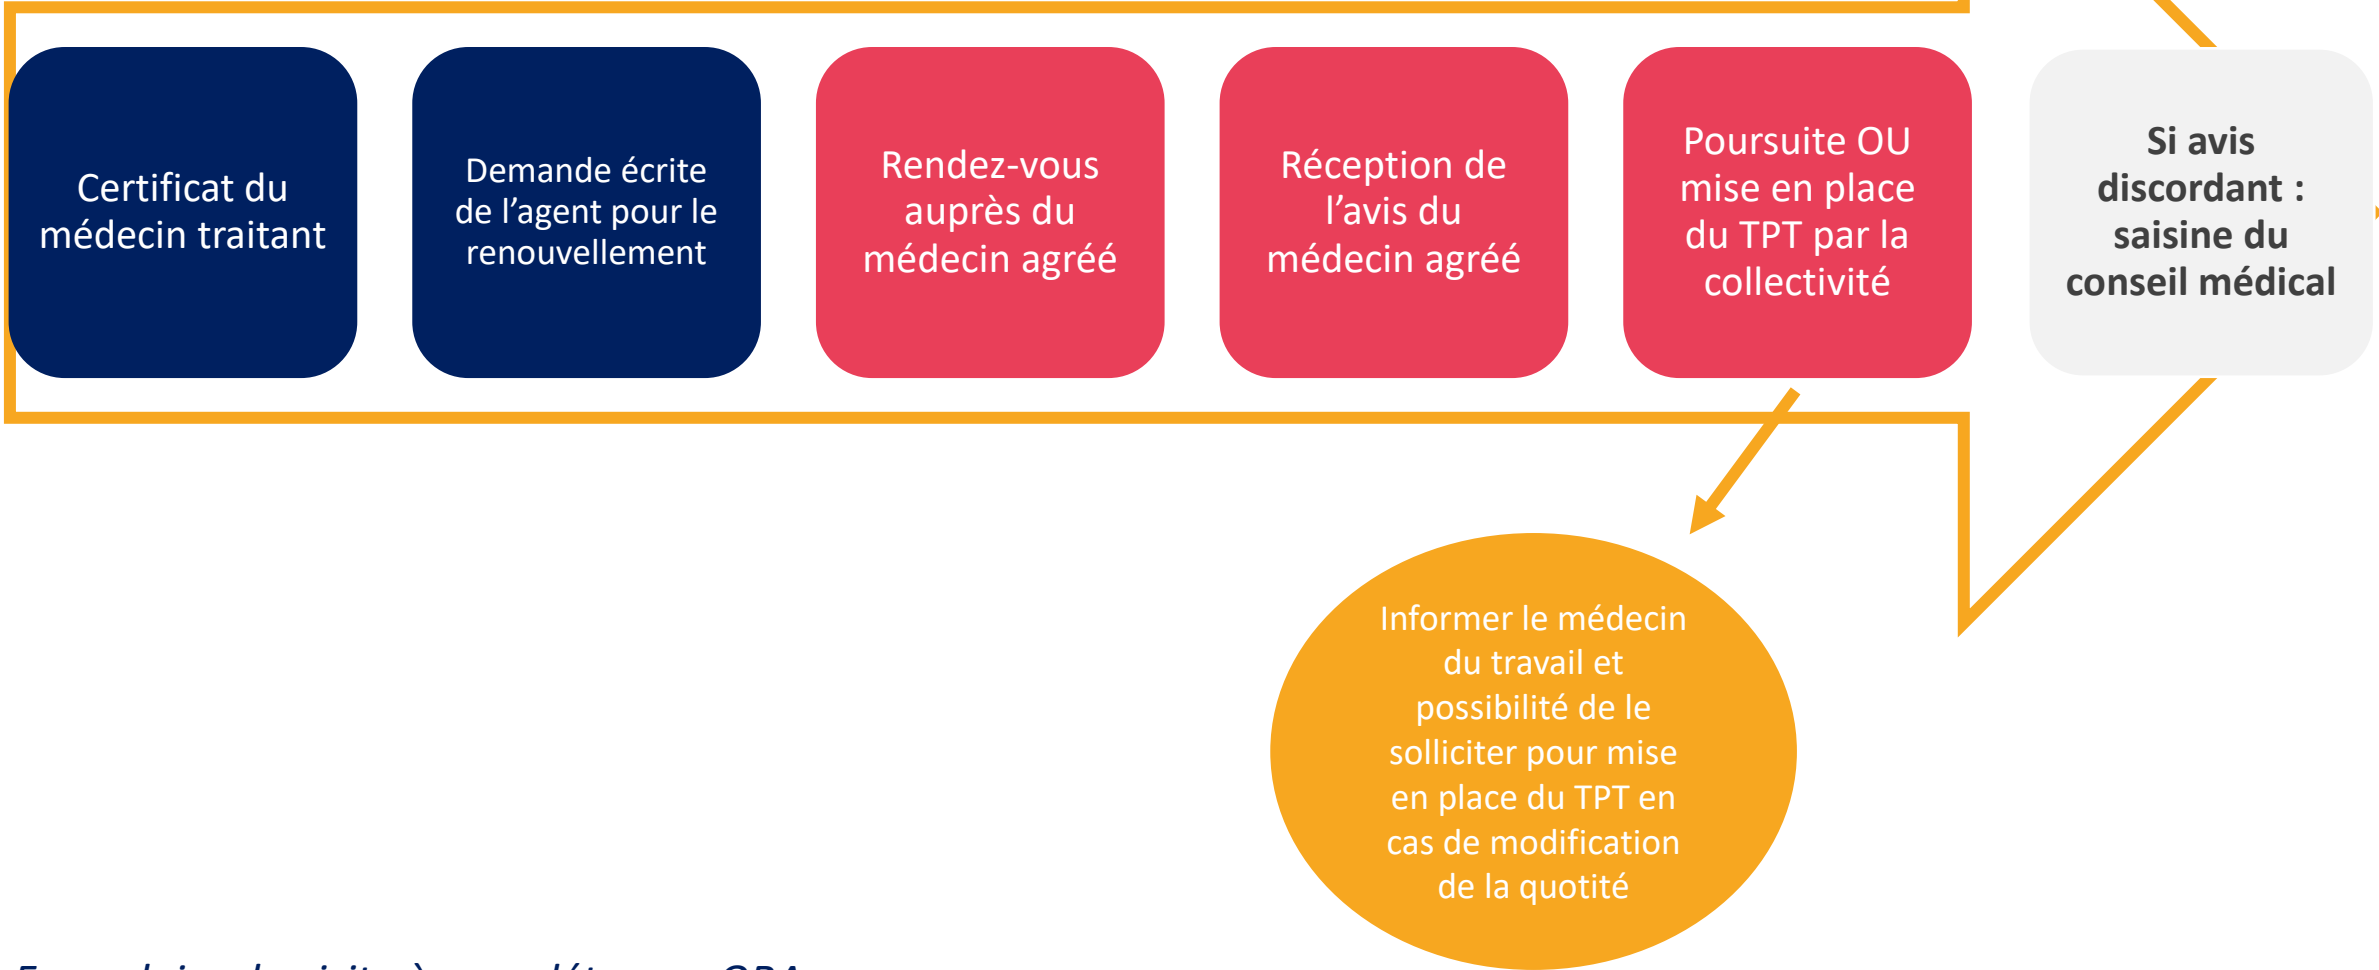 Certificat du
médecin traitant
Demande écrite
de l’agent pour le
renouvellement
Rendez-vous
auprès du
médecin agréé
Réception de
l’avis du
médecin agréé
Poursuite OU
mise en place
du TPT par la
collectivité
Si avis
discordant :
saisine du
conseil médical
Informer le médecin
du travail et
possibilité de le
solliciter pour mise
en place du TPT en
cas de modification
de la quotité